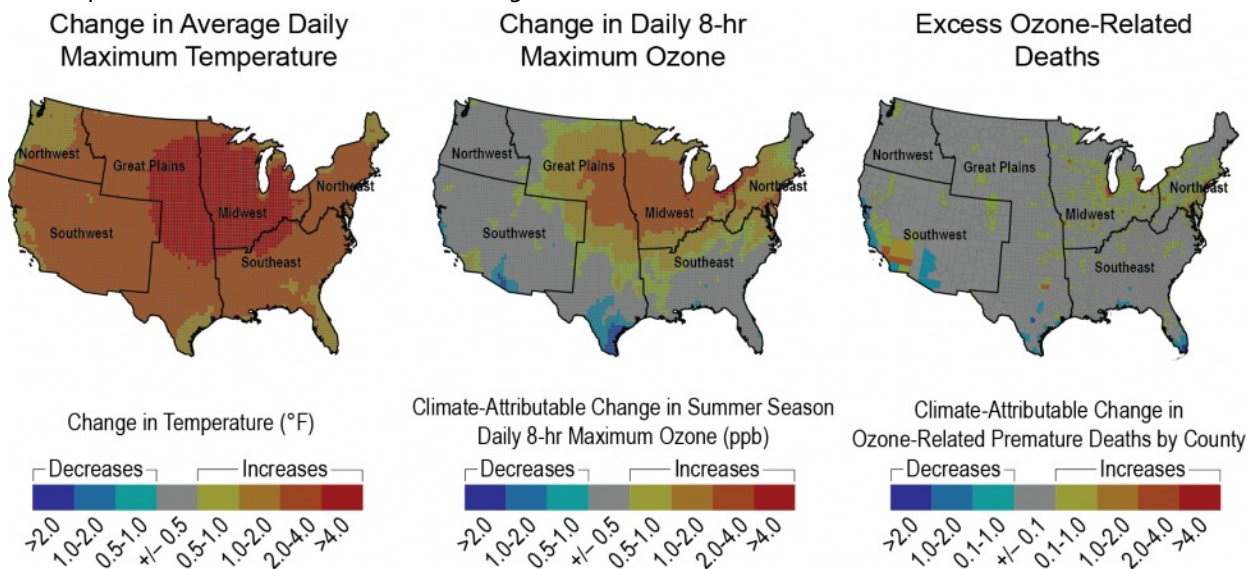 Change in Average Daily
Maximum Temperature
Northwest
Great Plains
Midwest
Northeast
Southwest
Southeast
Change in Temperature (°F)
Decreases
Increases
>2.0
1.0-2.0
0.5-1.0
+/− 0.5
0.5-1.0
1.0-2.0
2.0-4.0
>4.0
Change in Daily 8-hr
Maximum Ozone
Northwest
Great Plains
Midwest
Northeast
Southwest
Southeast
Climate-Attributable Change in Summer Season
Daily 8-hr Maximum Ozone (ppb)
Decreases
Increases
>2.0
1.0-2.0
0.5-1.0
+/− 0.5
0.5-1.0
1.0-2.0
2.0-4.0
>4.0
Excess Ozone-Related
Deaths
Northwest
Great Plains
Midwest
Northeast
Southwest
Southeast
Climate-Attributable Change in
Ozone-Related Premature Deaths by County
Decreases
Increases
>2.0
1.0-2.0
0.1-1.0
+/− 0.1
0.1-1.0
1.0-2.0
2.0-4.0
>4.0